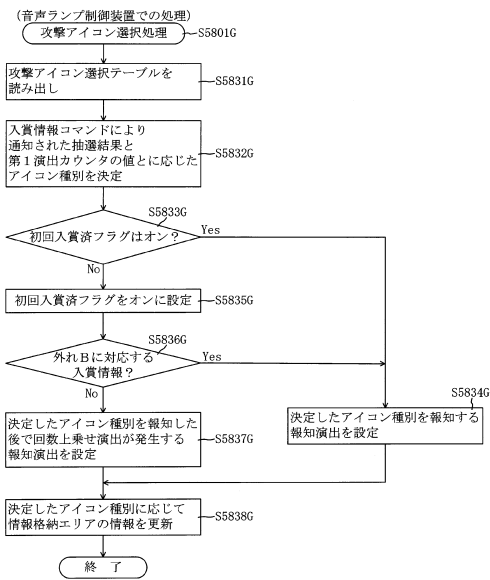 (音声ランプ制御装置での処理)
攻撃アイコン選択処理
S5801G
攻撃アイコン選択テーブルを
読み出し
S5831G
入賞情報コマンドにより
通知された抽選結果と
第１演出カウンタの値とに応じた
アイコン種別を決定
S5832G
S5833G
初回入賞済フラグはオン？
Yes
No
初回入賞済フラグをオンに設定
S5835G
S5836G
外れＢに対応する
入賞情報？
Yes
No
S5834G
決定したアイコン種別を報知する
報知演出を設定
決定したアイコン種別を報知した
後で回数上乗せ演出が発生する
報知演出を設定
S5837G
決定したアイコン種別に応じて
情報格納エリアの情報を更新
S5838G
終 了